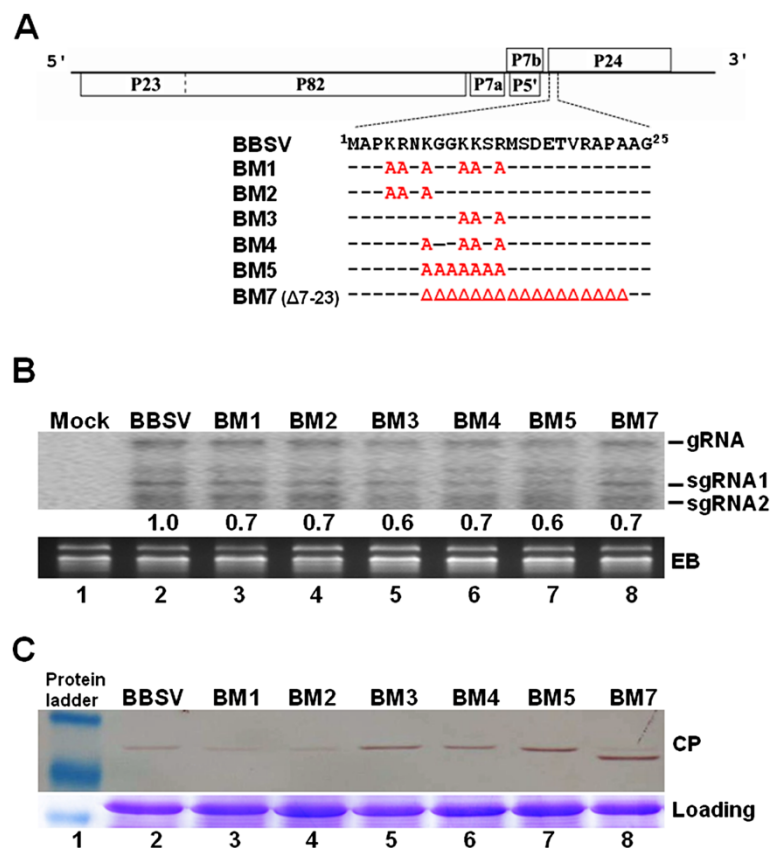 A
5' 3'
P7b P24
P23 P82 P7a P5'
BBSV ¹MAPKRNKGGKKSRMSDETVRAPAAG²⁵
BM1 ---AA-A--AA-A------------
BM2 ---AA-A------------------
BM3 ---------AA-A------------
BM4 ------A--AA-A------------
BM5 ------AAAAAAA------------
BM7 (Δ7-23) ------ΔΔΔΔΔΔΔΔΔΔΔΔΔΔΔΔΔ--
B
Mock BBSV BM1 BM2 BM3 BM4 BM5 BM7
gRNA
sgRNA1
sgRNA2
1.0 0.7 0.7 0.6 0.7 0.6 0.7
EB
1 2 3 4 5 6 7 8
C
Protein
ladder BBSV BM1 BM2 BM3 BM4 BM5 BM7
CP
Loading
1 2 3 4 5 6 7 8